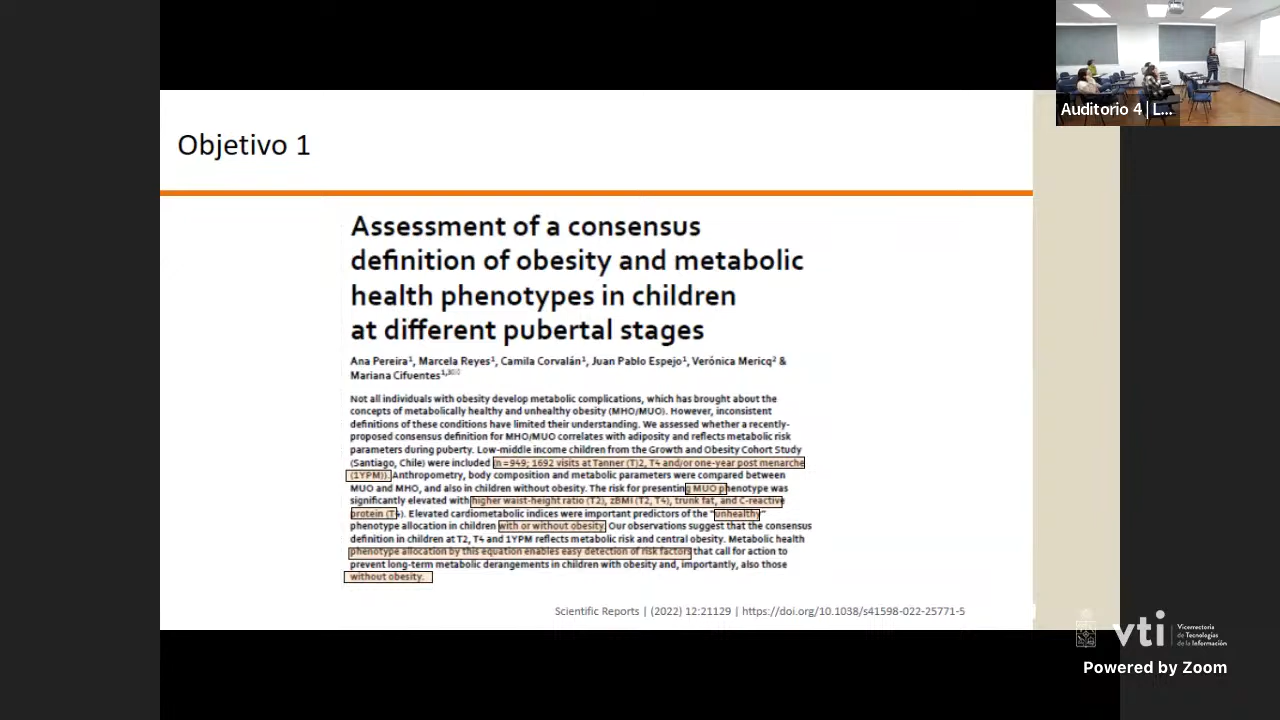 Auditorio 4 | L...
Objetivo 1
Assessment of a consensus
definition of obesity and metabolic
health phenotypes in children
at different pubertal stages
Ana Pereira¹, Marcela Reyes¹, Camila Corvalán¹, Juan Pablo Espejo¹, Verónica Mericq² &
Mariana Cifuentes¹,³
Not all individuals with obesity develop metabolic complications, which has brought about the
concepts of metabolically healthy and unhealthy obesity (MHO/MUO). However, inconsistent
definitions of these conditions have limited their understanding. We assessed whether a recently-
proposed consensus definition for MHO/MUO correlates with adiposity and reflects metabolic risk
parameters during puberty. Low-middle income children from the Growth and Obesity Cohort Study
(Santiago, Chile) were included (n = 949; 1692 visits at Tanner (T)2, T4 and/or one-year post menarche
(1YPM)). Anthropometry, body composition and metabolic parameters were compared between
MUO and MHO, and also in children without obesity. The risk for presenting MUO phenotype was
significantly elevated with higher waist-height ratio (T2), zBMI (T2, T4), trunk fat, and C-reactive
protein (T4). Elevated cardiometabolic indices were important predictors of the "unhealthy"
phenotype allocation in children with or without obesity. Our observations suggest that the consensus
definition in children at T2, T4 and 1YPM reflects metabolic risk and central obesity. Metabolic health
phenotype allocation by this equation enables easy detection of risk factors that call for action to
prevent long-term metabolic derangements in children with obesity and, importantly, also those
without obesity.
Scientific Reports | (2022) 12:21129 | https://doi.org/10.1038/s41598-022-25771-5
vti
Vicerrectoría
de Tecnologías
de la Información
Powered by Zoom